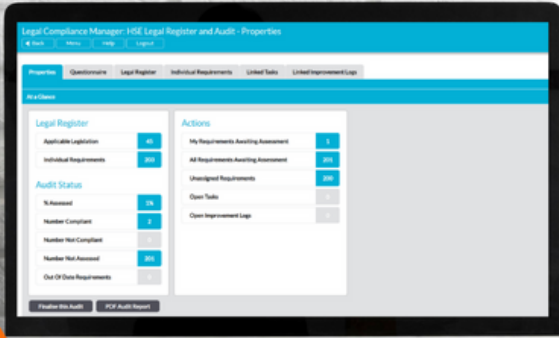 Legal Compliance Manager: HSE Legal Register and Audit - Properties
Back Menu Help Logout
Properties Questionnaire Legal Register Individual Requirements Linked Tasks Linked Improvement Logs
At a Glance
Legal Register
Applicable Legislation 45
Individual Requirements
Audit Status
% Assessed 1%
Number Compliant 2
Number Not Compliant
Number Not Assessed 201
Out Of Date Requirements
Actions
My Requirements Awaiting Assessment 1
All Requirements Awaiting Assessment 201
Unassigned Requirements 200
Open Tasks
Open Improvement Logs
Finalise this Audit PDF Audit Report